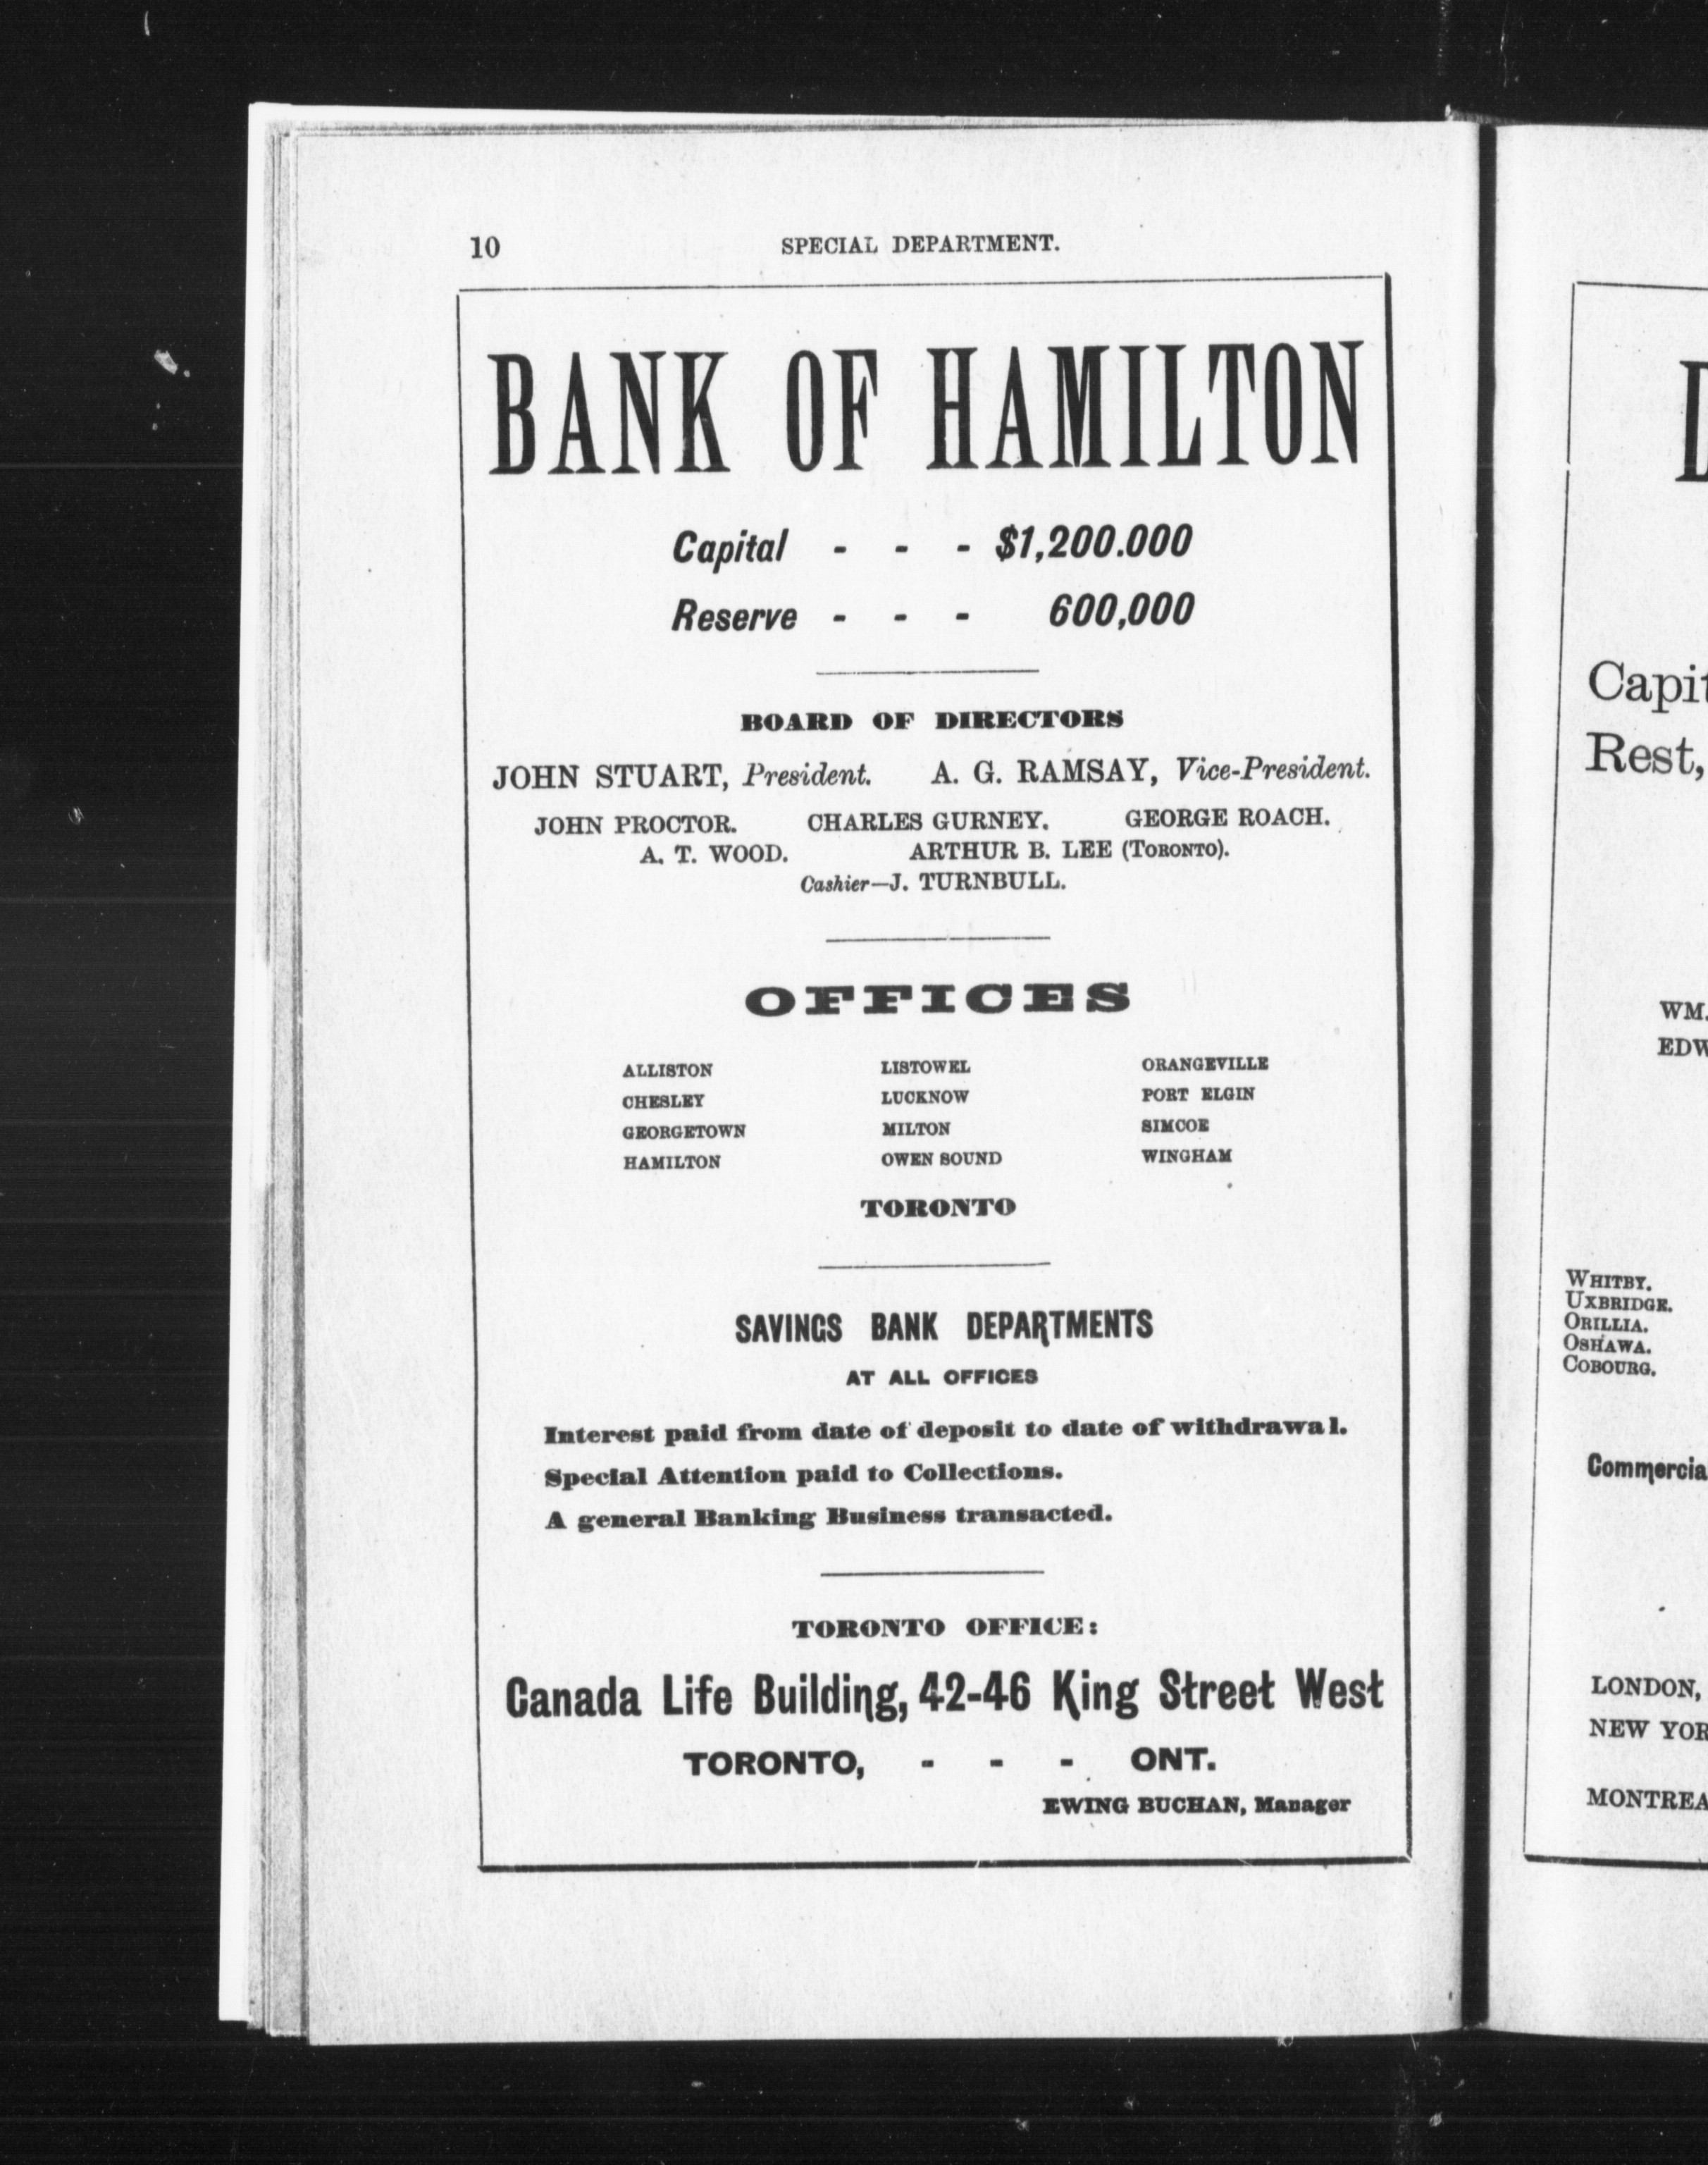 10 SPECIAL DEPARTMENT.
BANK OF HAMILTON
Capital - - - $1,200.000
Reserve - - - 600,000
BOARD OF DIRECTORS
JOHN STUART, President. A. G. RAMSAY, Vice-President.
JOHN PROCTOR. CHARLES GURNEY. GEORGE ROACH.
A. T. WOOD. ARTHUR B. LEE (TORONTO).
Cashier—J. TURNBULL.
OFFICES
ALLISTON LISTOWEL ORANGEVILLE
CHESLEY LUCKNOW PORT ELGIN
GEORGETOWN MILTON SIMCOE
HAMILTON OWEN SOUND WINGHAM
TORONTO
SAVINGS BANK DEPARTMENTS
AT ALL OFFICES
Interest paid from date of deposit to date of withdrawal.
Special Attention paid to Collections.
A general Banking Business transacted.
TORONTO OFFICE:
Canada Life Building, 42-46 King Street West
TORONTO, - - - ONT.
EWING BUCHAN, Manager
Rest,
WM.
WHITBY.
UXBRIDGE.
ORILLIA.
OSHAWA.
COBOURG.
LONDON,
NEW